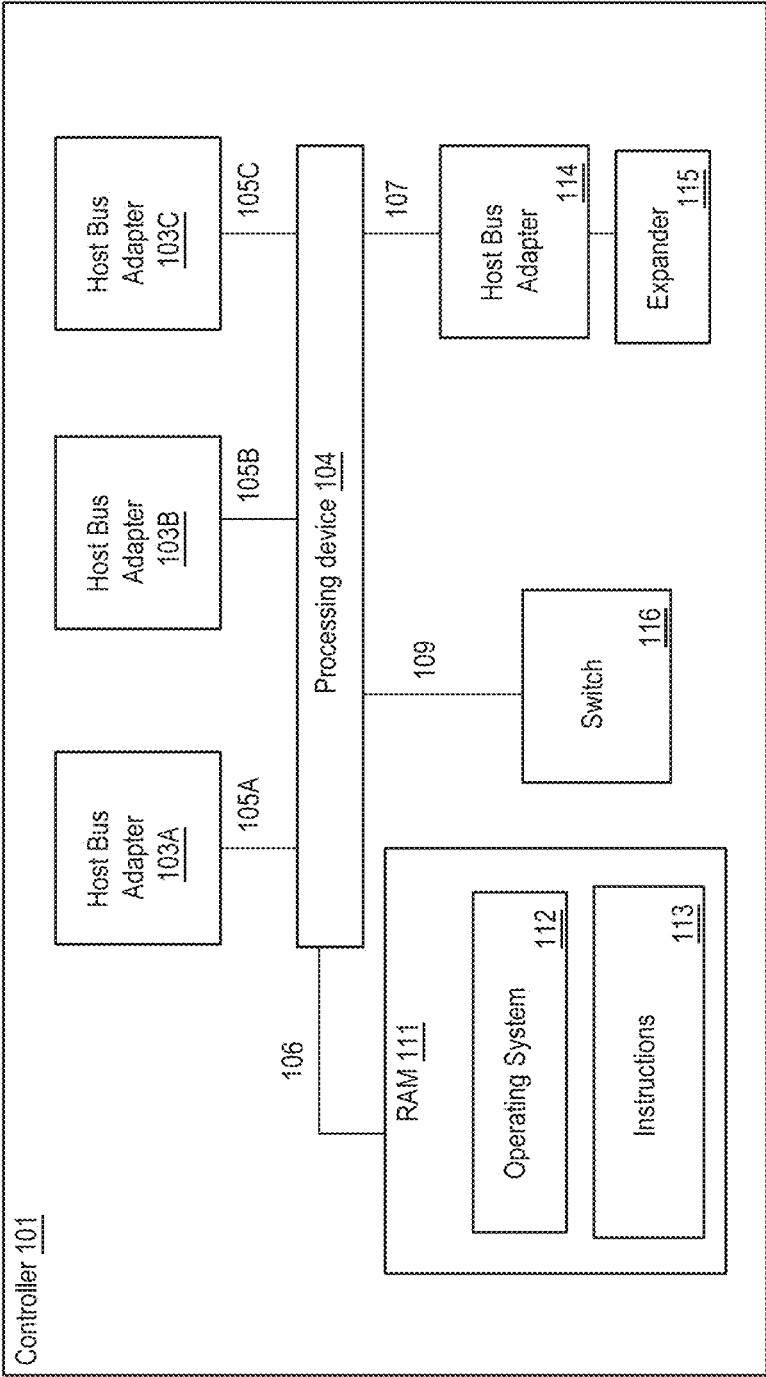 Controller 101
Host Bus
Adapter
103A
Host Bus
Adapter
103B
Host Bus
Adapter
103C
105A
105B
105C
106
Processing device 104
109
107
RAM 111
Operating System
112
Instructions
113
Switch
116
Host Bus
Adapter
114
Expander
115